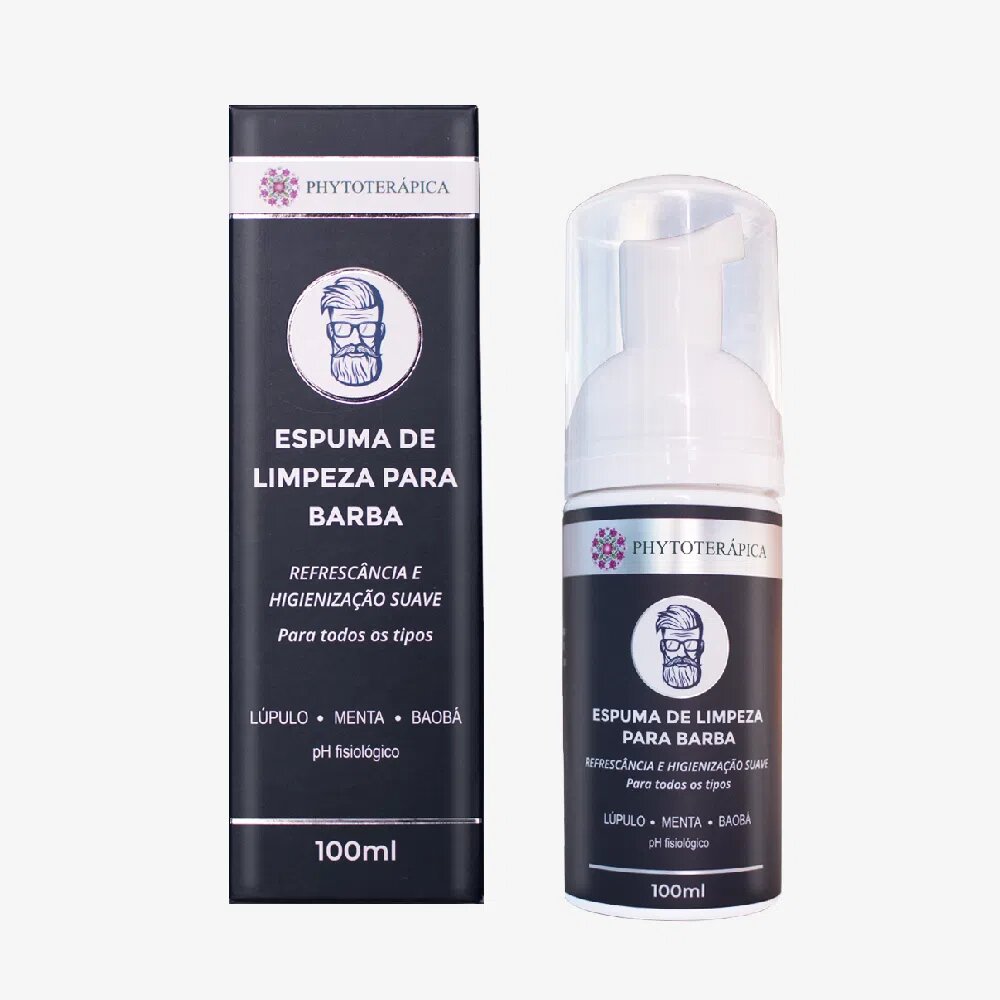 PHYTOTERÁPICA
ESPUMA DE
LIMPEZA PARA
BARBA
REFRESCÂNCIA E
HIGIENIZAÇÃO SUAVE
Para todos os tipos
LÚPULO • MENTA • BAOBÁ
pH fisiológico
100ml
PHYTOTERÁPICA
ESPUMA DE LIMPEZA
PARA BARBA
REFRESCÂNCIA E HIGIENIZAÇÃO SUAVE
Para todos os tipos
LÚPULO • MENTA • BAOBÁ
pH fisiológico
100ml